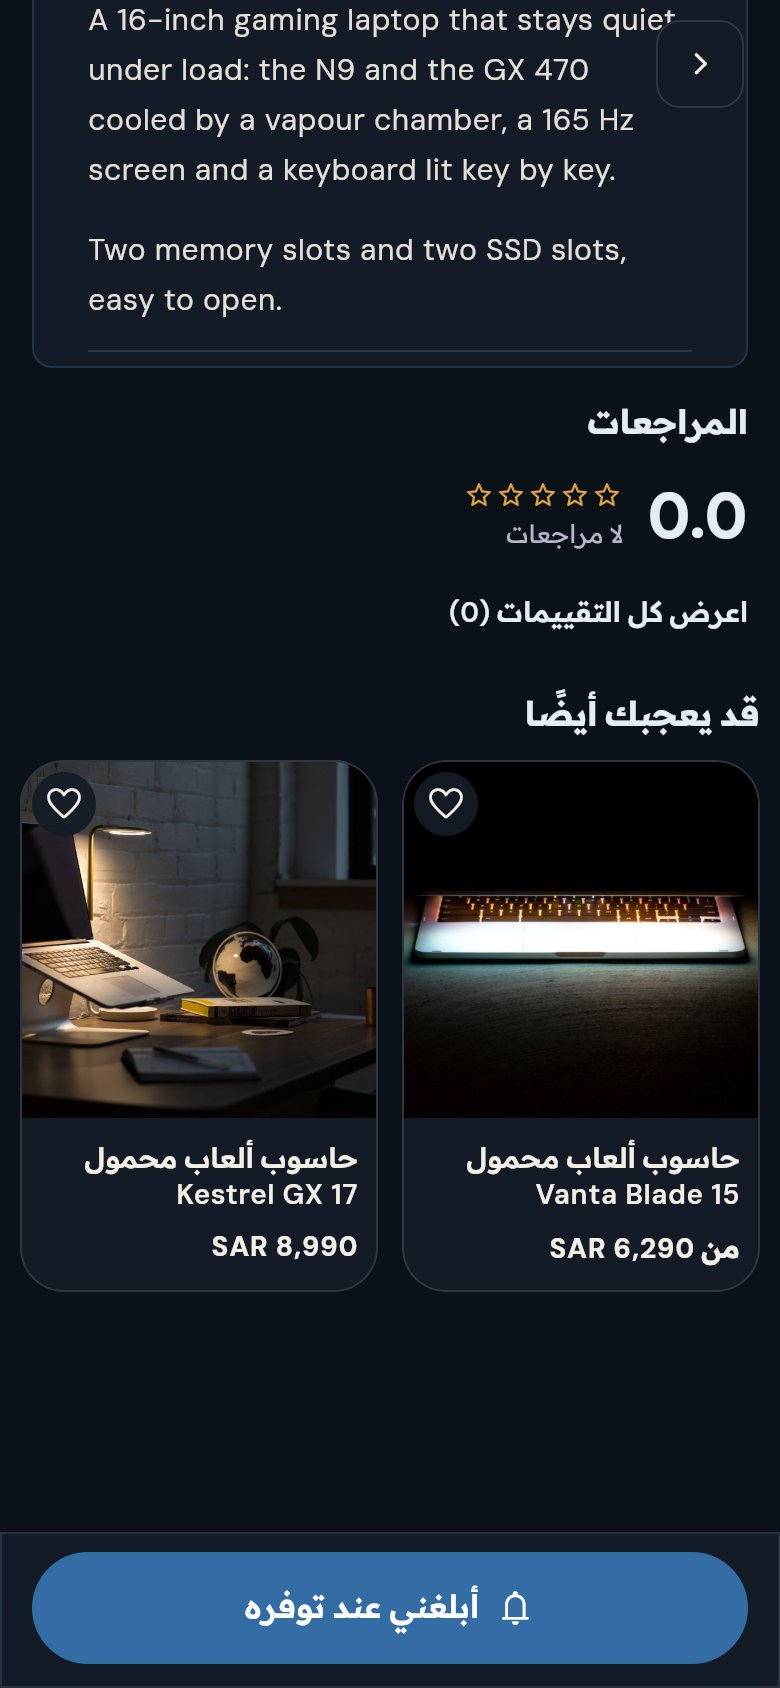 A 16-inch gaming laptop that stays quiet
under load: the N9 and the GX 470
cooled by a vapour chamber, a 165 Hz
screen and a keyboard lit key by key.
Two memory slots and two SSD slots,
easy to open.
المراجعات
0.0
لا مراجعات
اعرض كل التقييمات (0)
قد يعجبك أيضًا
حاسوب ألعاب محمول
Vanta Blade 15
من SAR 6,290
حاسوب ألعاب محمول
Kestrel GX 17
SAR 8,990
أبلغني عند توفره